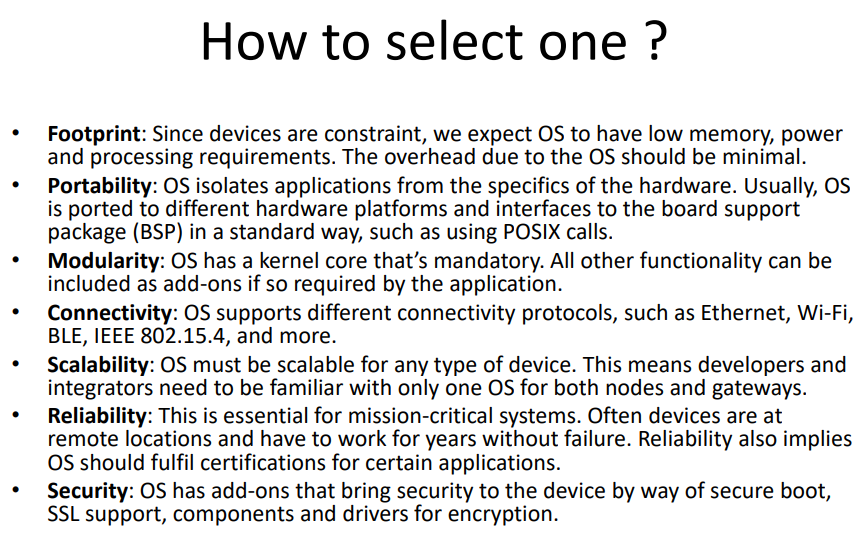 How to select one ?
• Footprint: Since devices are constraint, we expect OS to have low memory, power
and processing requirements. The overhead due to the OS should be minimal.
• Portability: OS isolates applications from the specifics of the hardware. Usually, OS
is ported to different hardware platforms and interfaces to the board support
package (BSP) in a standard way, such as using POSIX calls.
• Modularity: OS has a kernel core that’s mandatory. All other functionality can be
included as add-ons if so required by the application.
• Connectivity: OS supports different connectivity protocols, such as Ethernet, Wi-Fi,
BLE, IEEE 802.15.4, and more.
• Scalability: OS must be scalable for any type of device. This means developers and
integrators need to be familiar with only one OS for both nodes and gateways.
• Reliability: This is essential for mission-critical systems. Often devices are at
remote locations and have to work for years without failure. Reliability also implies
OS should fulfil certifications for certain applications.
• Security: OS has add-ons that bring security to the device by way of secure boot,
SSL support, components and drivers for encryption.